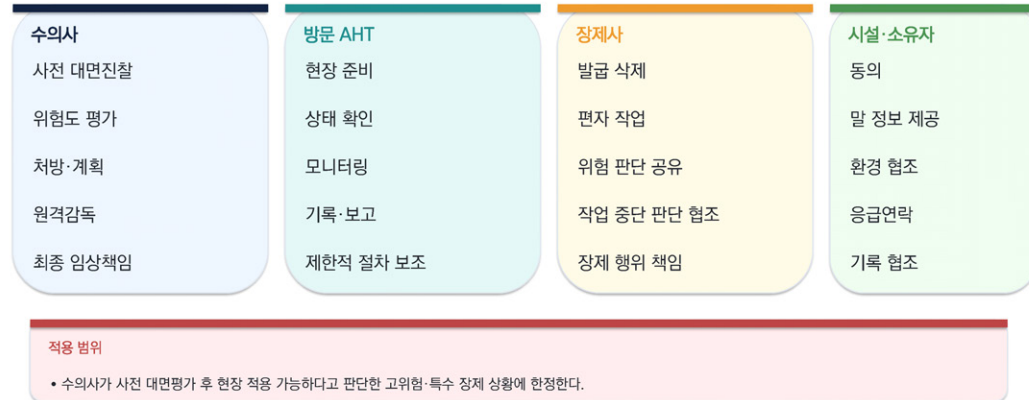 수의사
사전 대면진찰
위험도 평가
처방·계획
원격감독
최종 임상책임
방문 AHT
현장 준비
상태 확인
모니터링
기록·보고
제한적 절차 보조
장제사
발굽 삭제
편자 작업
위험 판단 공유
작업 중단 판단 협조
장제 행위 책임
시설·소유자
동의
말 정보 제공
환경 협조
응급연락
기록 협조
적용 범위
• 수의사가 사전 대면평가 후 현장 적용 가능하다고 판단한 고위험·특수 장제 상황에 한정한다.